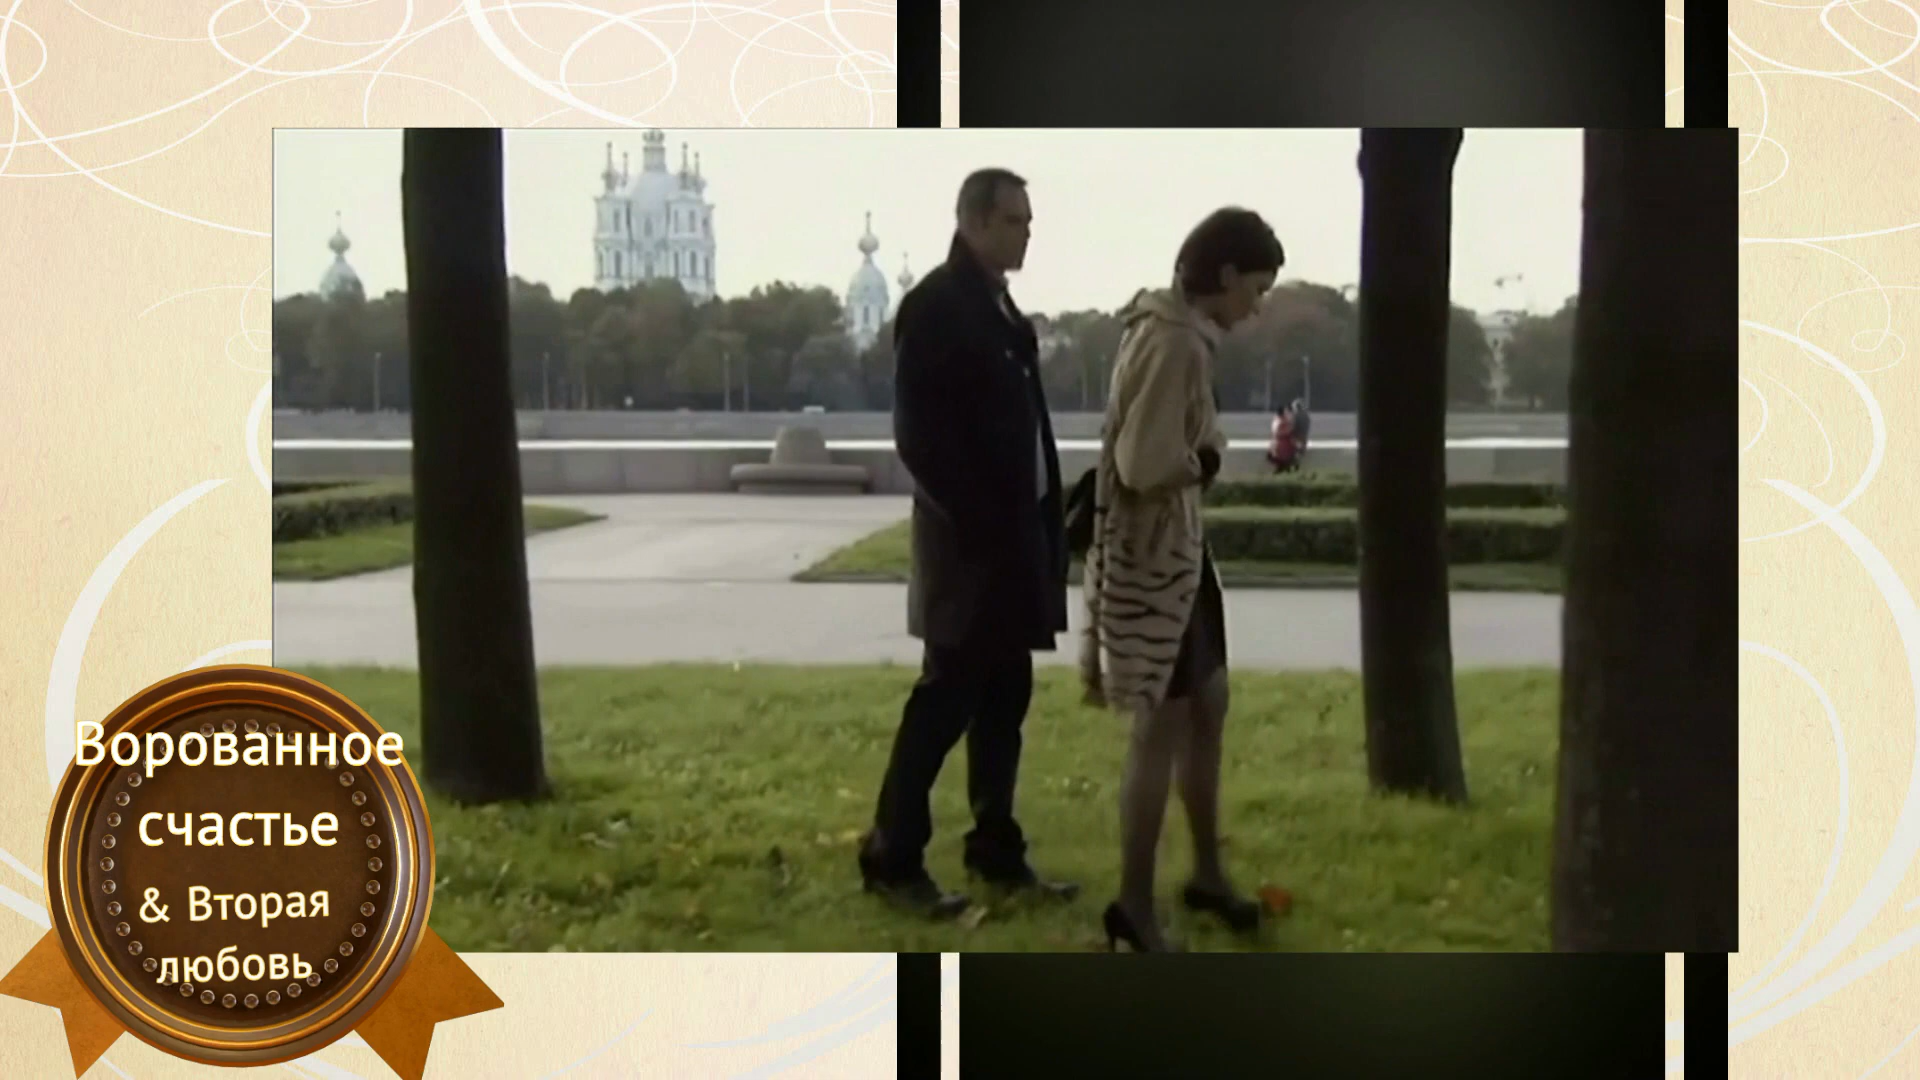 Ворованное
счастье
& Вторая
любовь